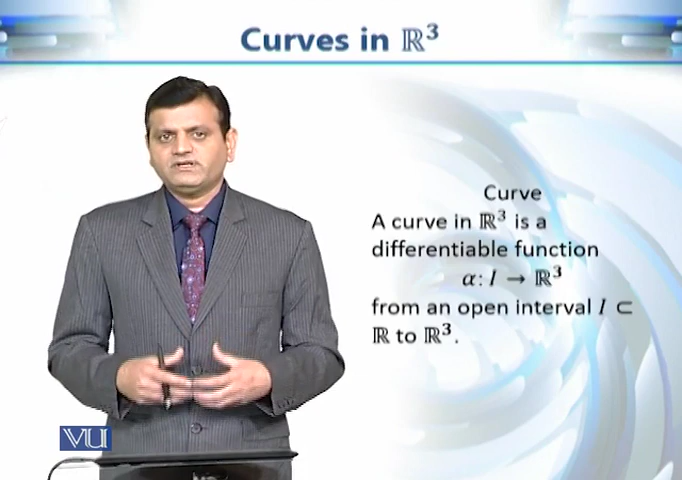 Curves in ℝ³
Curve
A curve in ℝ³ is a
differentiable function
α: I → ℝ³
from an open interval I ⊂
ℝ to ℝ³.
VU